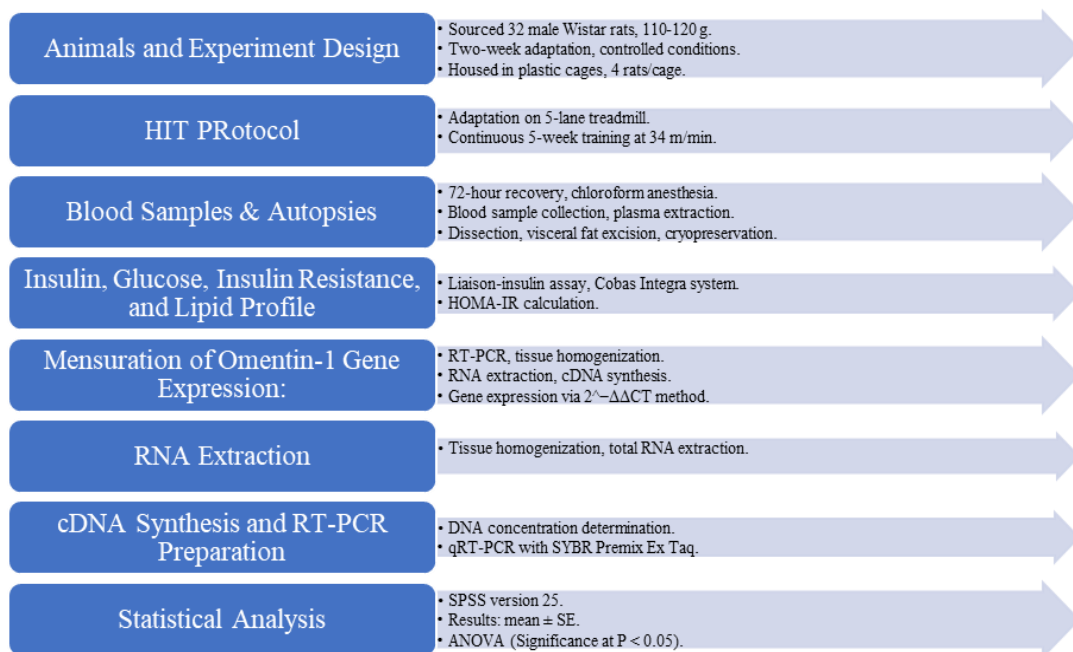 Animals and Experiment Design
• Sourced 32 male Wistar rats, 110-120 g.
• Two-week adaptation, controlled conditions.
• Housed in plastic cages, 4 rats/cage.
HIT PRotocol
• Adaptation on 5-lane treadmill.
• Continuous 5-week training at 34 m/min.
Blood Samples & Autopsies
• 72-hour recovery, chloroform anesthesia.
• Blood sample collection, plasma extraction.
• Dissection, visceral fat excision, cryopreservation.
Insulin, Glucose, Insulin Resistance,
and Lipid Profile
• Liaison-insulin assay, Cobas Integra system.
• HOMA-IR calculation.
Mensuration of Omentin-1 Gene
Expression:
• RT-PCR, tissue homogenization.
• RNA extraction, cDNA synthesis.
• Gene expression via 2^−ΔΔCT method.
RNA Extraction
• Tissue homogenization, total RNA extraction.
cDNA Synthesis and RT-PCR
Preparation
• DNA concentration determination.
• qRT-PCR with SYBR Premix Ex Taq.
Statistical Analysis
• SPSS version 25.
• Results: mean ± SE.
• ANOVA (Significance at P < 0.05).